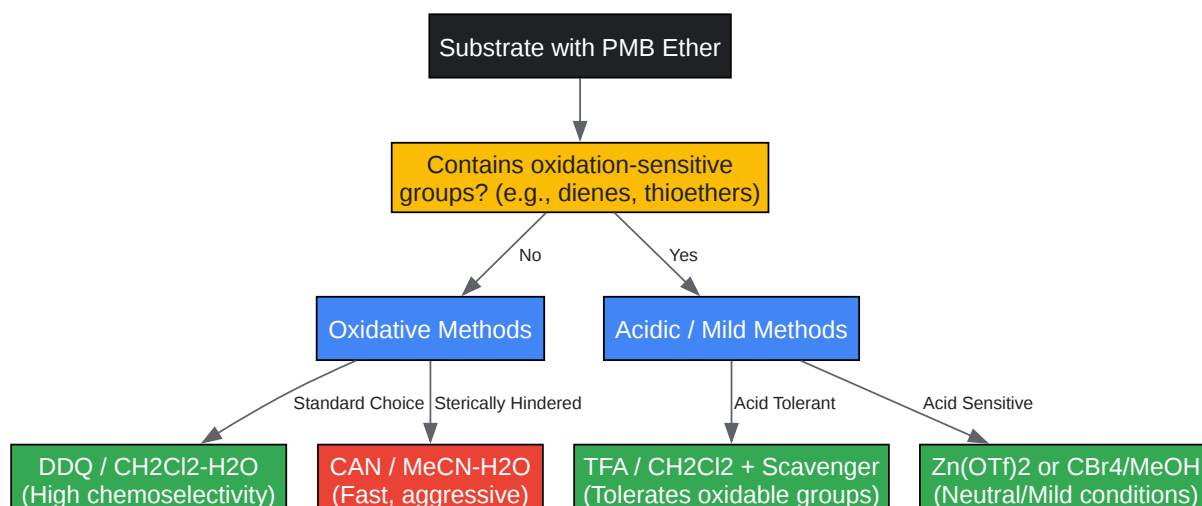 Substrate with PMB Ether
Contains oxidation-sensitive
groups? (e.g., dienes, thioethers)
No
Yes
Oxidative Methods
Acidic / Mild Methods
Standard Choice
Sterically Hindered
Acid Tolerant
Acid Sensitive
DDQ / CH2Cl2-H2O
(High chemoselectivity)
CAN / MeCN-H2O
(Fast, aggressive)
TFA / CH2Cl2 + Scavenger
(Tolerates oxidable groups)
Zn(OTf)2 or CBr4/MeOH
(Neutral/Mild conditions)